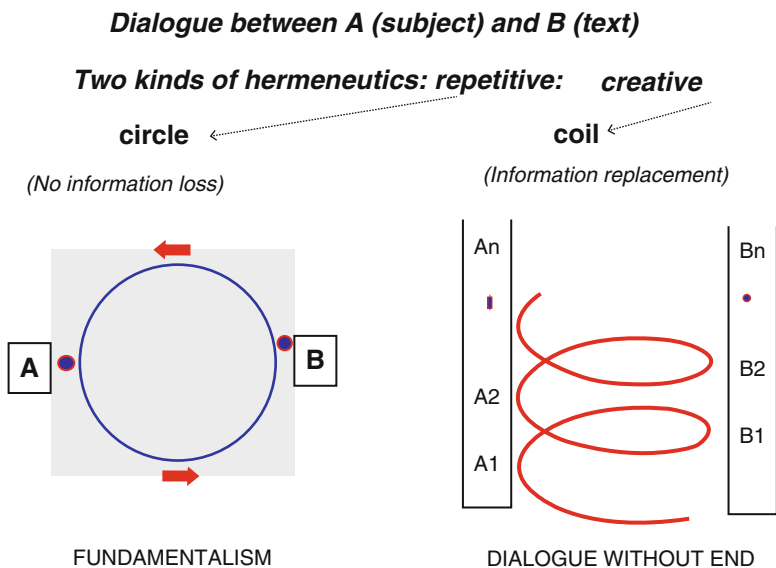 Dialogue between A (subject) and B (text)
Two kinds of hermeneutics: repetitive: creative
circle
coil
(No information loss)
(Information replacement)
An
Bn
A
B
B2
A2
B1
A1
FUNDAMENTALISM
DIALOGUE WITHOUT END